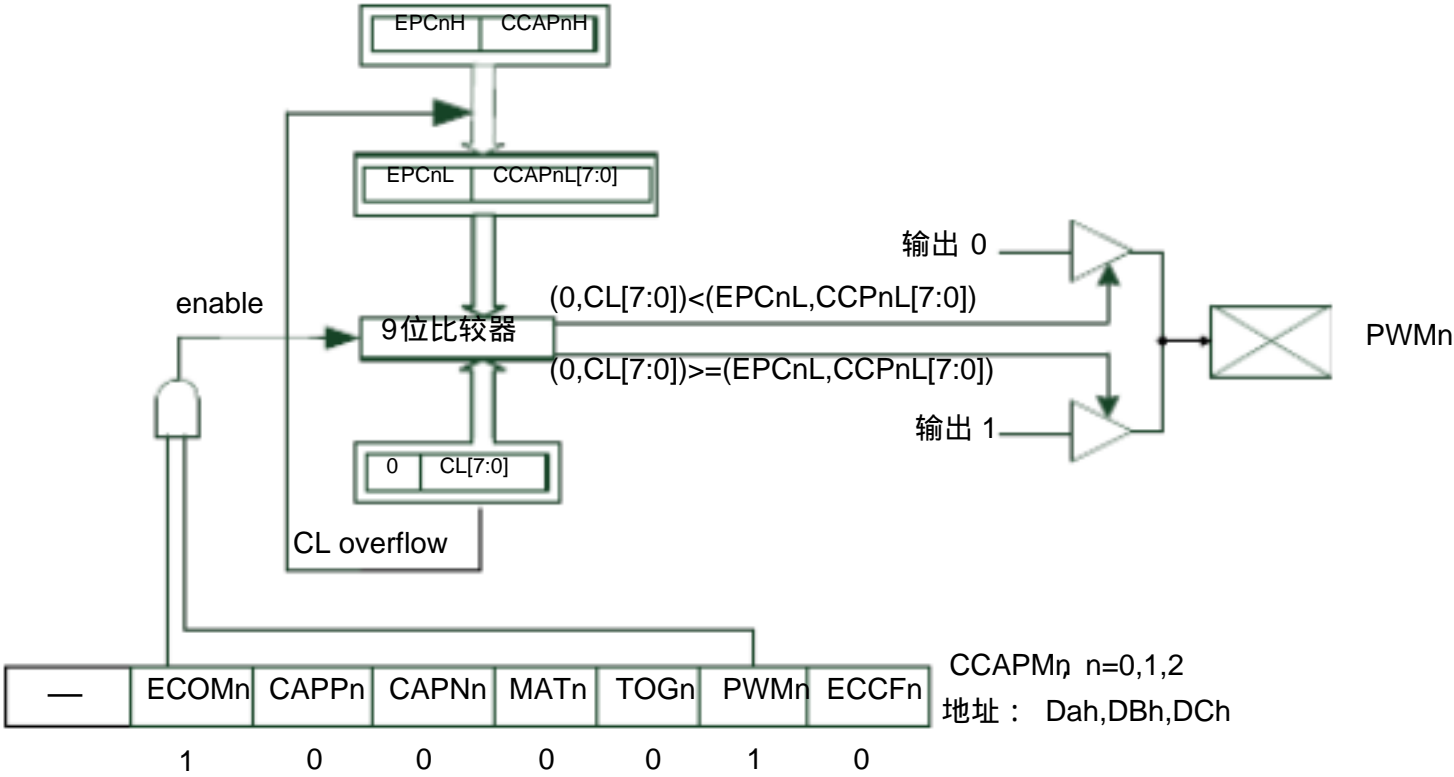 EPCnH CCAPnH
EPCnL CCAPnL[7:0]
输出 0
(0,CL[7:0])<(EPCnL,CCPnL[7:0])
enable
9位比较器
PWMn
(0,CL[7:0])>=(EPCnL,CCPnL[7:0])
输出 1
0 CL[7:0]
CL overflow
CCAPMn, n=0,1,2
— ECOMn CAPPn CAPNn MATn TOGn PWMn ECCFn
地址： Dah,DBh,DCh
1 0 0 0 0 1 0